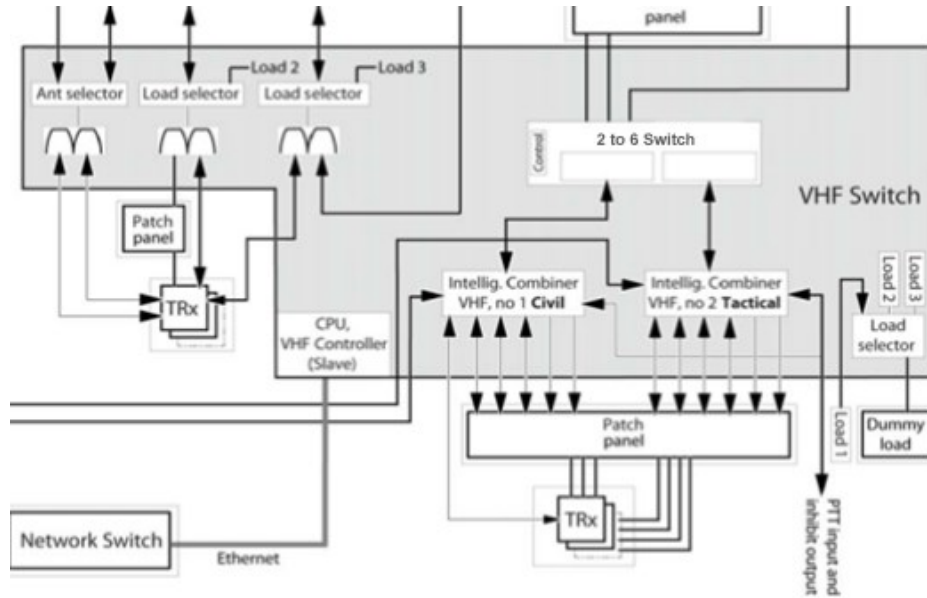 panel
Load 2
Load 3
Ant selector
Load selector
Load selector
Control
2 to 6 Switch
VHF Switch
Patch
panel
TRx
Intellig. Combiner
VHF, no 1 Civil
Intellig. Combiner
VHF, no 2 Tactical
Load 2
Load 3
Load
selector
CPU,
VHF Controller
(Slave)
Load 1
Dummy
load
Patch
panel
TRx
Network Switch
Ethernet
PTT input and
inhibit output